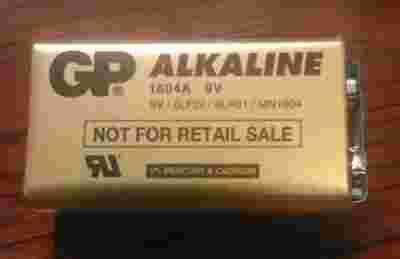 GP® ALKALINE
1604A 9V
9V / 6LF22 / 6LR61 / MN1604
NOT FOR RETAIL SALE
0% MERCURY & CADMIUM